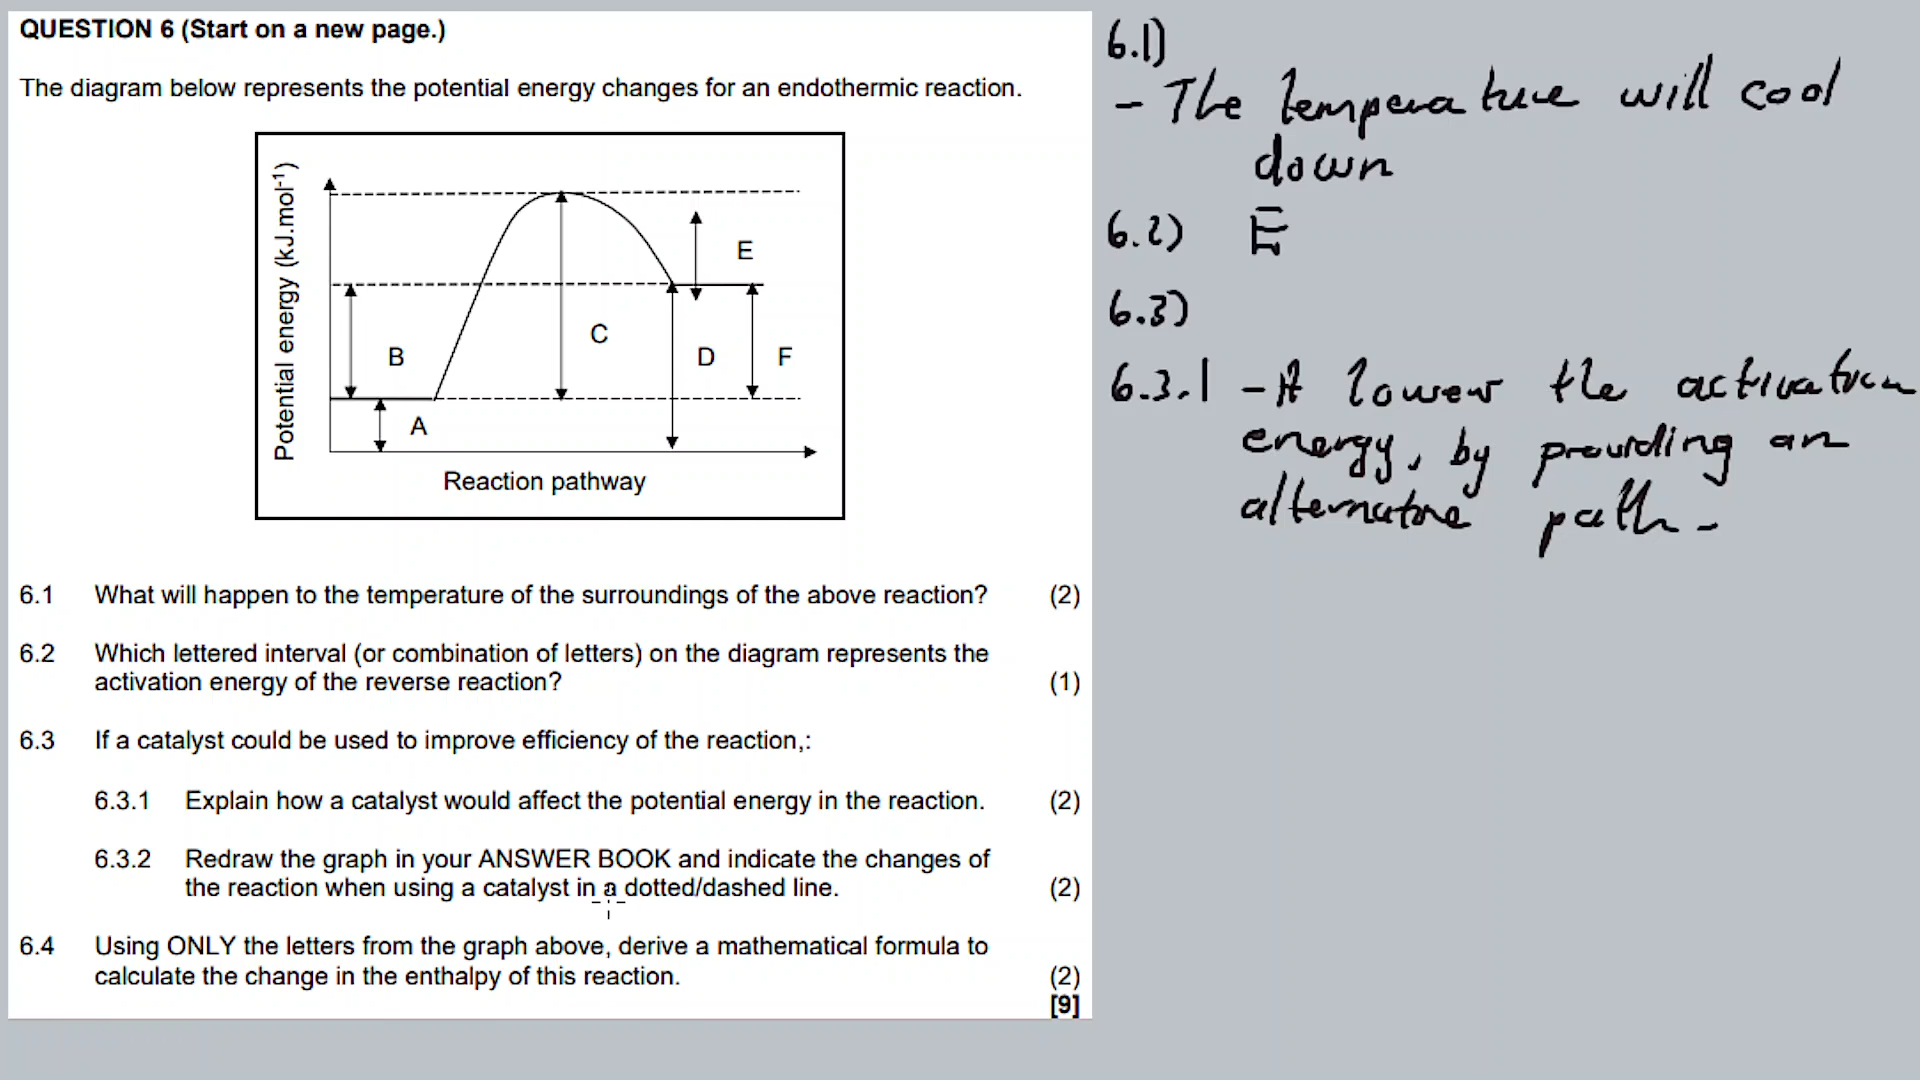 QUESTION 6 (Start on a new page.)
The diagram below represents the potential energy changes for an endothermic reaction.
Potential energy (kJ.mol-1)
E
C
B
D
F
A
Reaction pathway
6.1 What will happen to the temperature of the surroundings of the above reaction? (2)
6.2 Which lettered interval (or combination of letters) on the diagram represents the
activation energy of the reverse reaction? (1)
6.3 If a catalyst could be used to improve efficiency of the reaction,:
6.3.1 Explain how a catalyst would affect the potential energy in the reaction. (2)
6.3.2 Redraw the graph in your ANSWER BOOK and indicate the changes of
the reaction when using a catalyst in a dotted/dashed line. (2)
6.4 Using ONLY the letters from the graph above, derive a mathematical formula to
calculate the change in the enthalpy of this reaction. (2)
[9]
6.1)
- The temperature will cool
down
6.2) E
6.3)
6.3.1 - It lower the activation
energy, by providing an
alternative path -